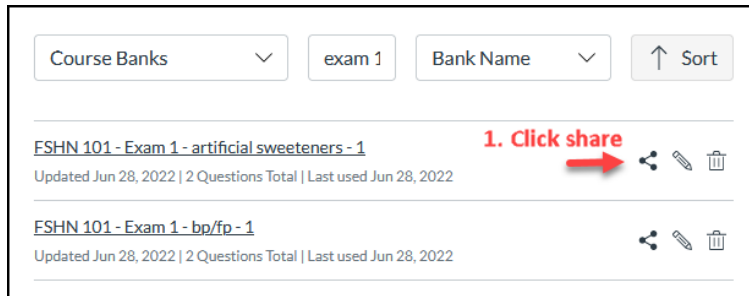 Course Banks exam 1 Bank Name Sort
1. Click share
FSHN 101 - Exam 1 - artificial sweeteners - 1
Updated Jun 28, 2022 | 2 Questions Total | Last used Jun 28, 2022
FSHN 101 - Exam 1 - bp/fp - 1
Updated Jun 28, 2022 | 2 Questions Total | Last used Jun 28, 2022